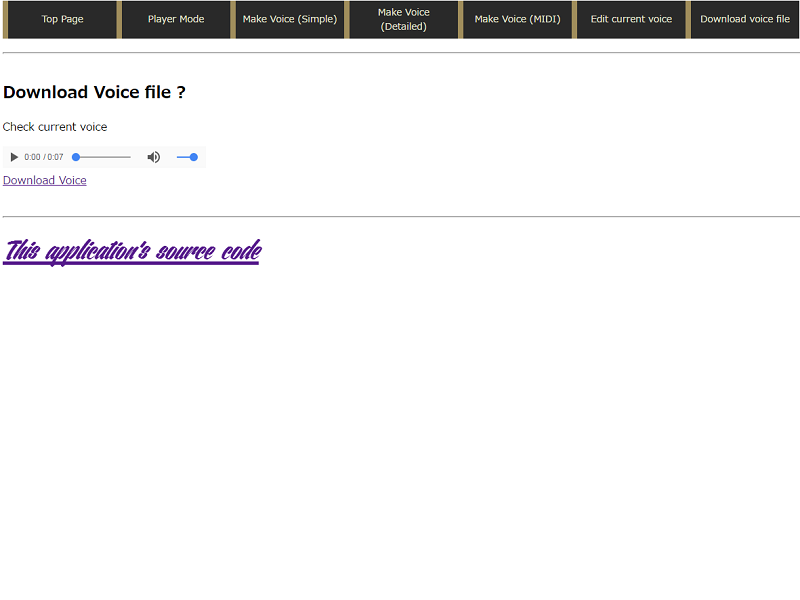 Top Page
Player Mode
Make Voice (Simple)
Make Voice
(Detailed)
Make Voice (MIDI)
Edit current voice
Download voice file
Download Voice file ?
Check current voice
0:00 / 0:07
Download Voice
This application's source code